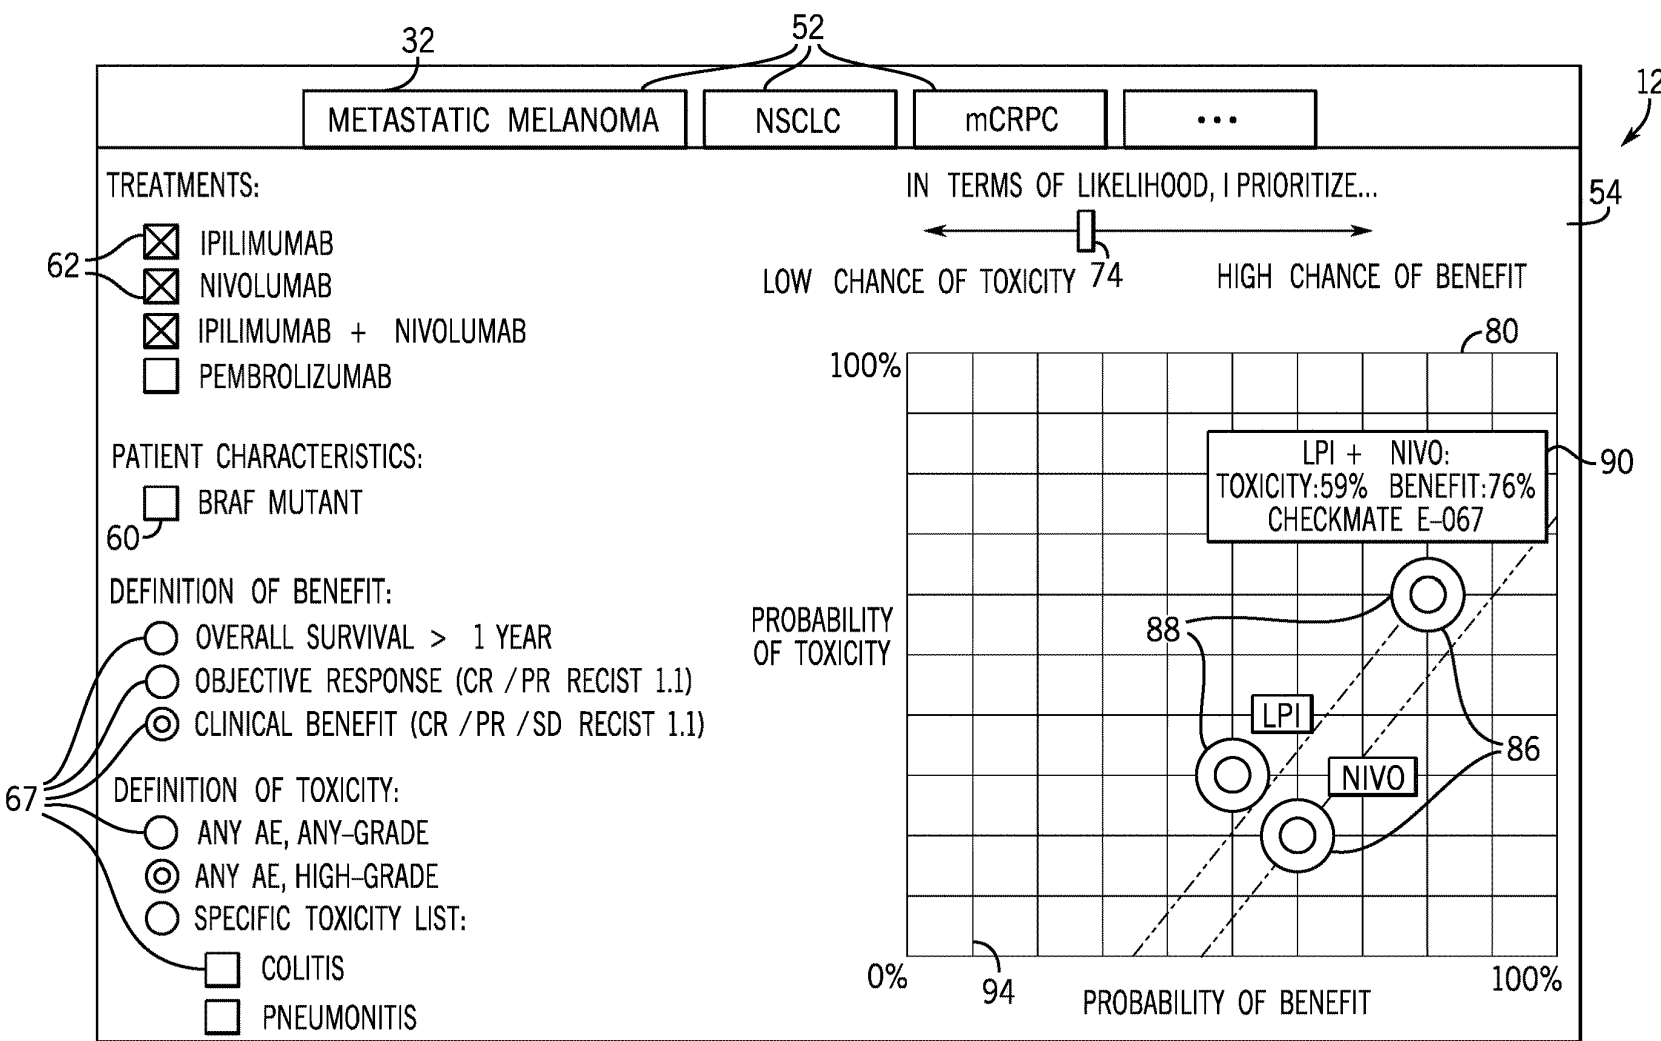 32
52
12
METASTATIC MELANOMA
NSCLC
mCRPC
...
TREATMENTS:
62
IPILIMUMAB
NIVOLUMAB
IPILIMUMAB + NIVOLUMAB
PEMBROLIZUMAB
PATIENT CHARACTERISTICS:
BRAF MUTANT
60
DEFINITION OF BENEFIT:
OVERALL SURVIVAL > 1 YEAR
OBJECTIVE RESPONSE (CR / PR RECIST 1.1)
CLINICAL BENEFIT (CR / PR / SD RECIST 1.1)
67
DEFINITION OF TOXICITY:
ANY AE, ANY-GRADE
ANY AE, HIGH-GRADE
SPECIFIC TOXICITY LIST:
COLITIS
PNEUMONITIS
IN TERMS OF LIKELIHOOD, I PRIORITIZE...
54
LOW CHANCE OF TOXICITY
74
HIGH CHANCE OF BENEFIT
80
100%
LPI + NIVO:
TOXICITY:59% BENEFIT:76%
CHECKMATE E-067
90
PROBABILITY
OF TOXICITY
88
LPI
NIVO
86
0%
94
100%
PROBABILITY OF BENEFIT